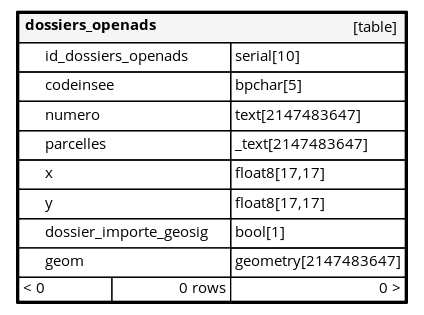 dossiers_openads [table]
id_dossiers_openads serial[10]
codeinsee bpchar[5]
numero text[2147483647]
parcelles _text[2147483647]
x float8[17,17]
y float8[17,17]
dossier_importe_geosig bool[1]
geom geometry[2147483647]
< 0 0 rows 0 >